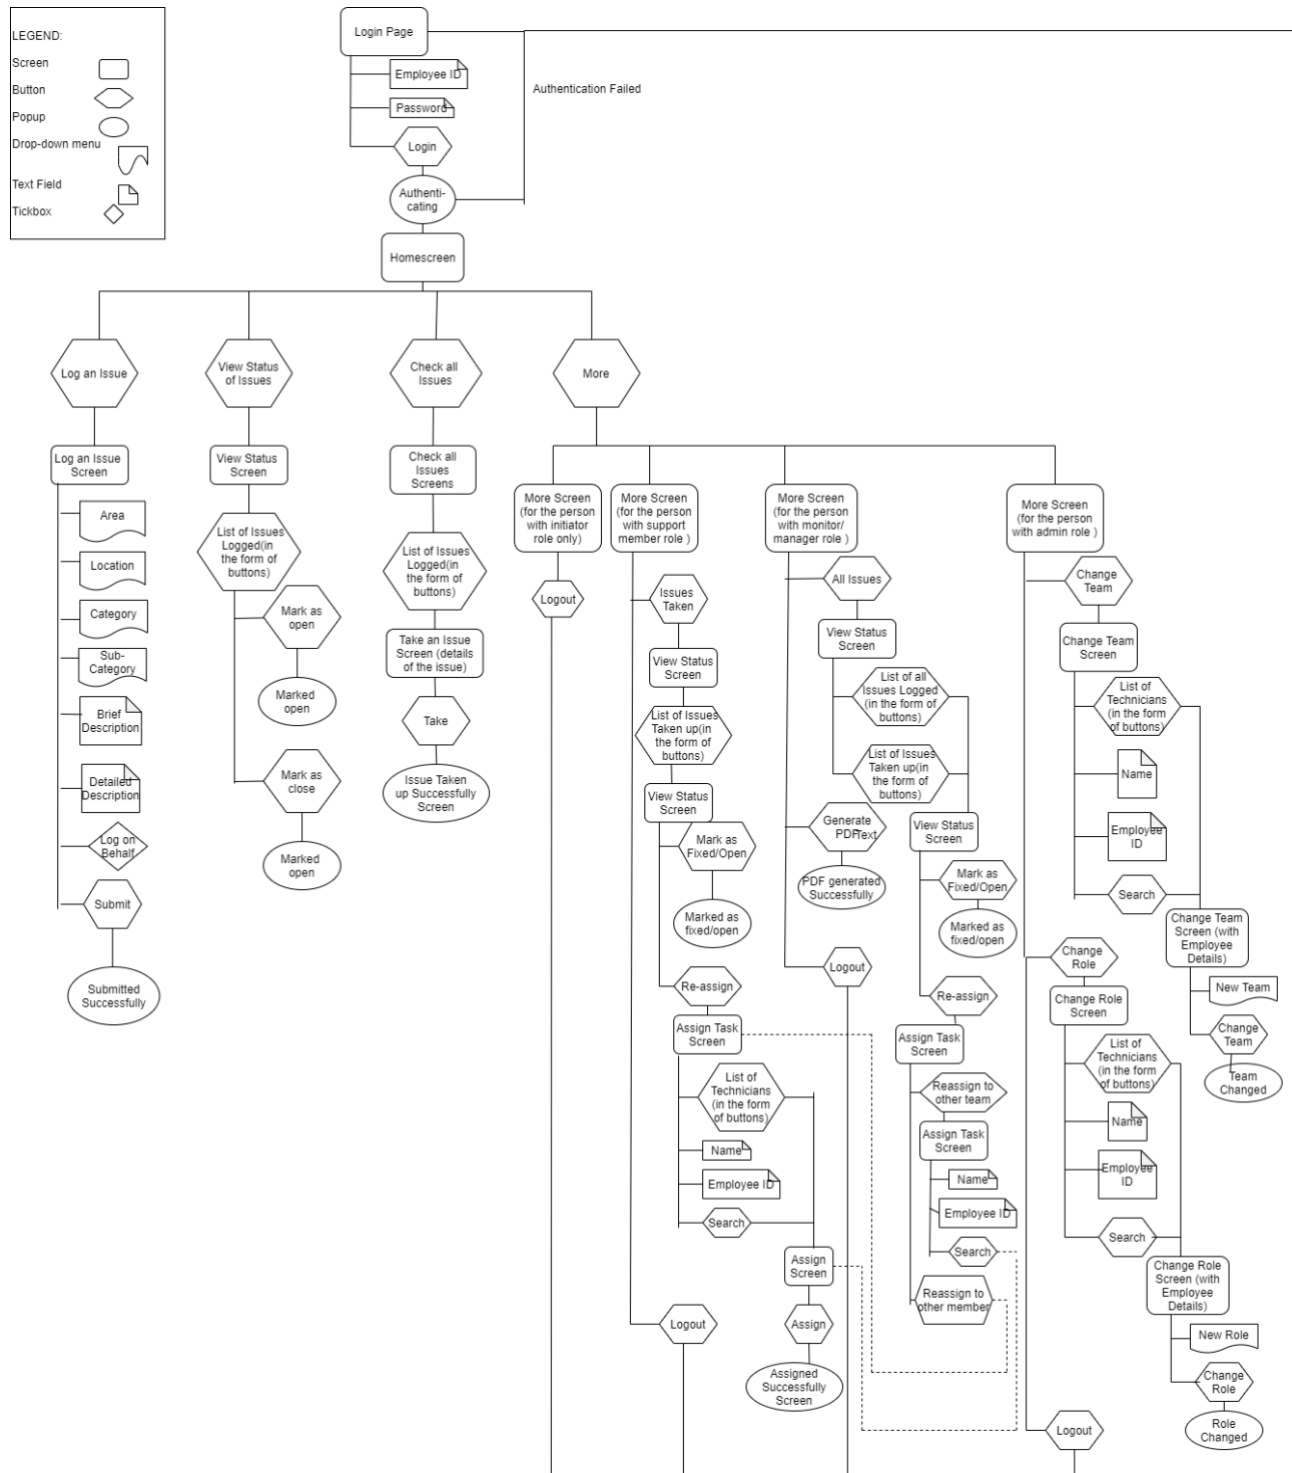 LEGEND:
Screen
Button
Popup
Drop-down menu
Text Field
Tickbox
Login Page
Employee ID
Password
Login
Authenti-
cating
Authentication Failed
Homescreen
Log an Issue
View Status
of Issues
Check all
Issues
More
Log an Issue
Screen
Area
Location
Category
Sub-
Category
Brief
Description
Detailed
Description
Log on
Behalf
Submit
Submitted
Successfully
View Status
Screen
List of Issues
Logged(in
the form of
buttons)
Mark as
open
Marked
open
Mark as
close
Marked
open
Check all
Issues
Screens
List of Issues
Logged(in
the form of
buttons)
Take an Issue
Screen (details
of the issue)
Take
Issue Taken
up Successfully
Screen
More Screen
(for the person
with initiator
role only)
Logout
More Screen
(for the person
with support
member role )
Issues
Taken
View Status
Screen
List of Issues
Taken up(in
the form of
buttons)
View Status
Screen
Mark as
Fixed/Open
Marked as
fixed/open
Re-assign
Assign Task
Screen
List of
Technicians
(in the form
of buttons)
Name
Employee ID
Search
Assign
Screen
Assign
Assigned
Successfully
Screen
Logout
More Screen
(for the person
with monitor/
manager role )
All Issues
View Status
Screen
List of all
Issues Logged
(in the form of
buttons)
List of Issues
Taken up(in
the form of
buttons)
Generate
PDF
Text
PDF generated
Successfully
Logout
View Status
Screen
Mark as
Fixed/Open
Marked as
fixed/open
Re-assign
Assign Task
Screen
Reassign to
other team
Assign Task
Screen
Name
Employee ID
Search
Reassign to
other member
More Screen
(for the person
with admin role )
Change
Team
Change Team
Screen
List of
Technicians
(in the form
of buttons)
Name
Employee
ID
Search
Change Team
Screen (with
Employee
Details)
New Team
Change
Team
Team
Changed
Change
Role
Change Role
Screen
List of
Technicians
(in the form
of buttons)
Name
Employee
ID
Search
Change Role
Screen (with
Employee
Details)
New Role
Change
Role
Role
Changed
Logout